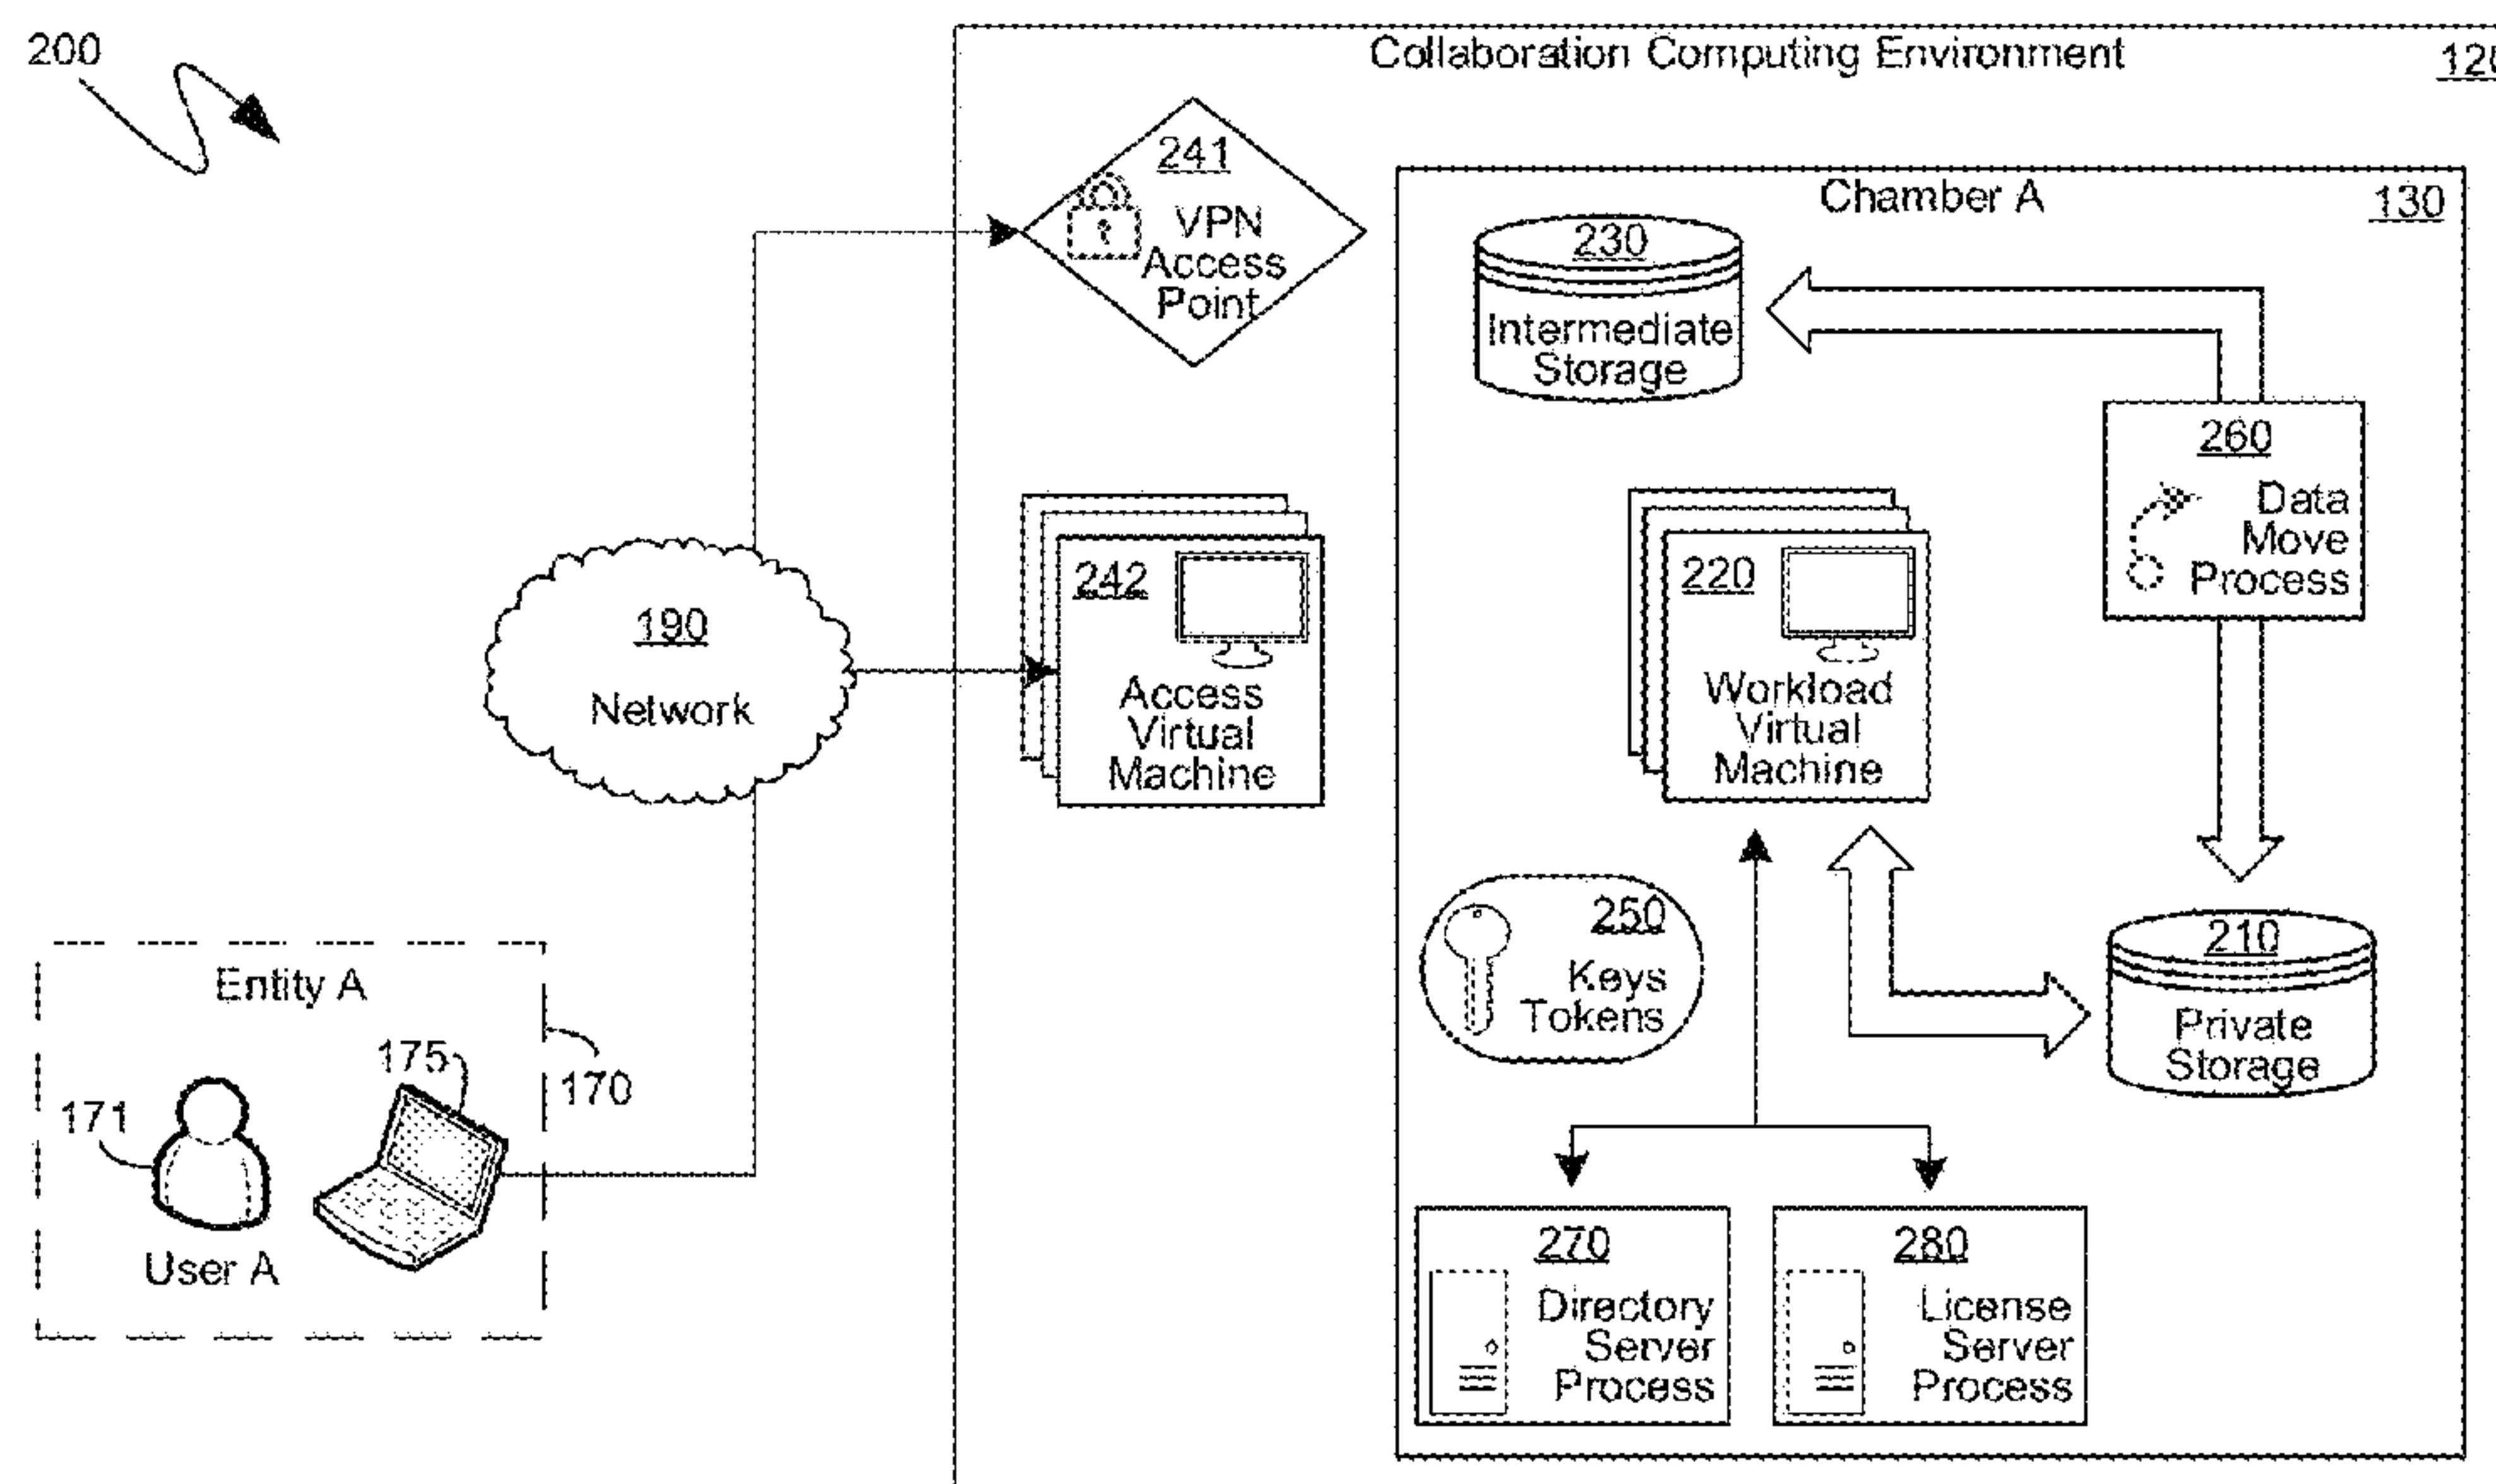 200
Collaboration Computing Environment
241
VPN
Access
Point
Chamber A
130
230
Intermediate
Storage
260
Data
Move
Process
190
Network
242
Access
Virtual
Machine
220
Workload
Virtual
Machine
250
Keys
Tokens
210
Private
Storage
Entity A
175
170
171
User A
270
Directory
Server
Process
280
License
Server
Process